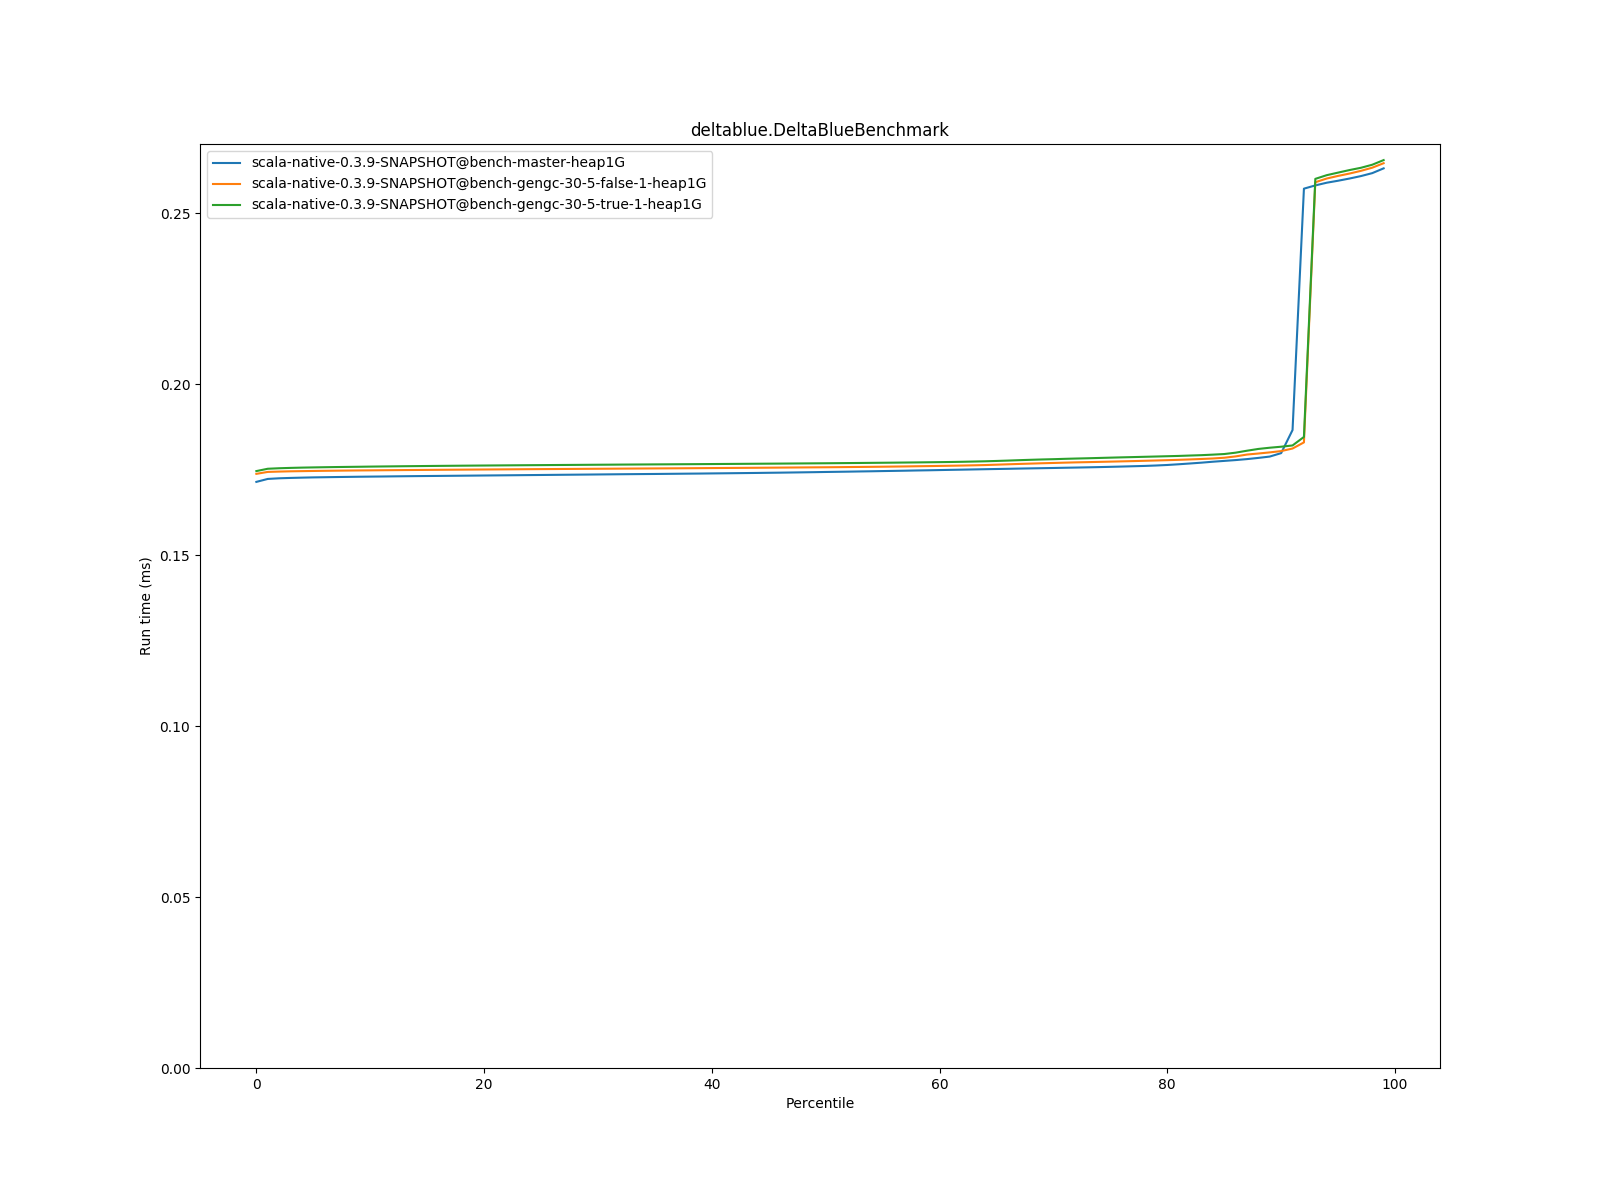 deltablue.DeltaBlueBenchmark
scala-native-0.3.9-SNAPSHOT@bench-master-heap1G
scala-native-0.3.9-SNAPSHOT@bench-gengc-30-5-false-1-heap1G
scala-native-0.3.9-SNAPSHOT@bench-gengc-30-5-true-1-heap1G
0.25
0.20
0.15
0.10
0.05
0.00
Run time (ms)
0 20 40 60 80 100
Percentile